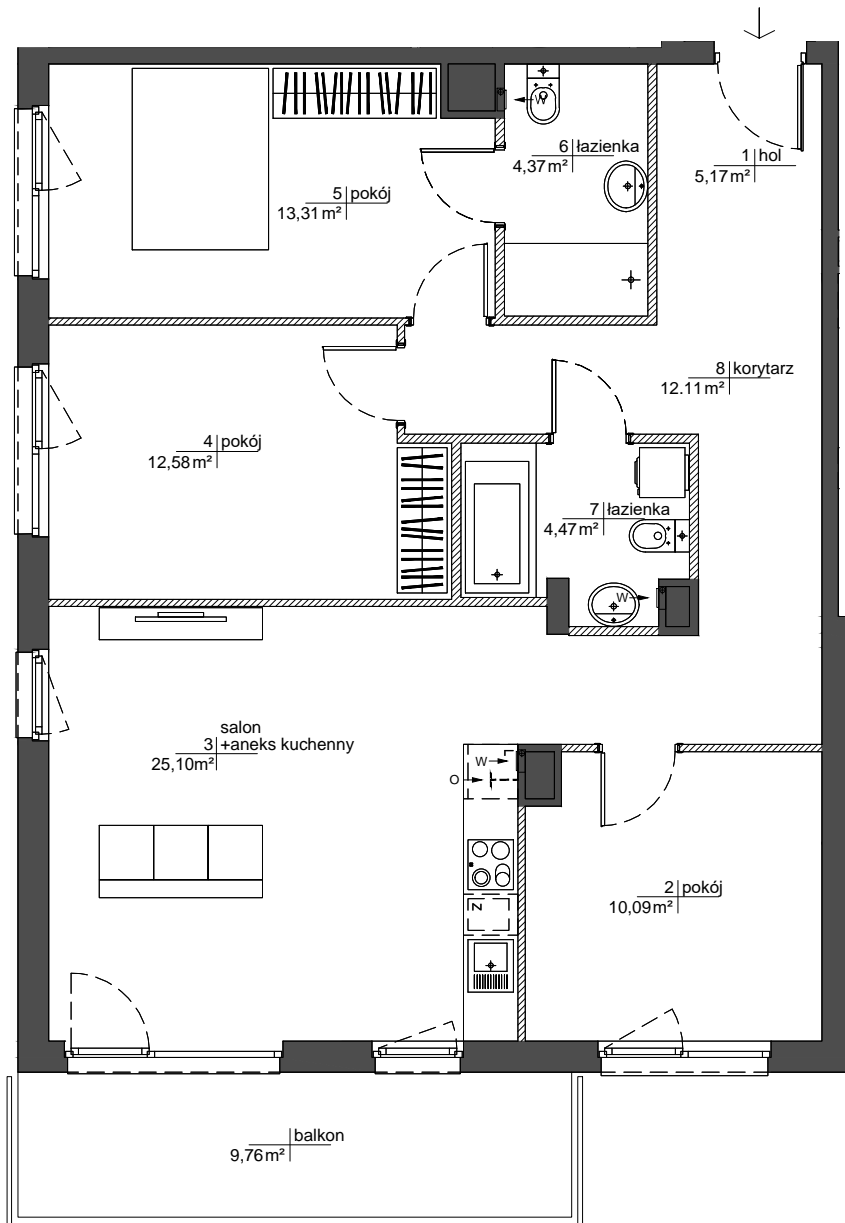 W
6 łazienka
4,37 m²
1 hol
5,17 m²
5 pokój
13,31 m²
8 korytarz
12.11 m²
4 pokój
12,58 m²
7 łazienka
4,47 m²
W
salon
3 +aneks kuchenny
25,10 m²
W
O
2 pokój
10,09 m²
Z
balkon
9,76 m²